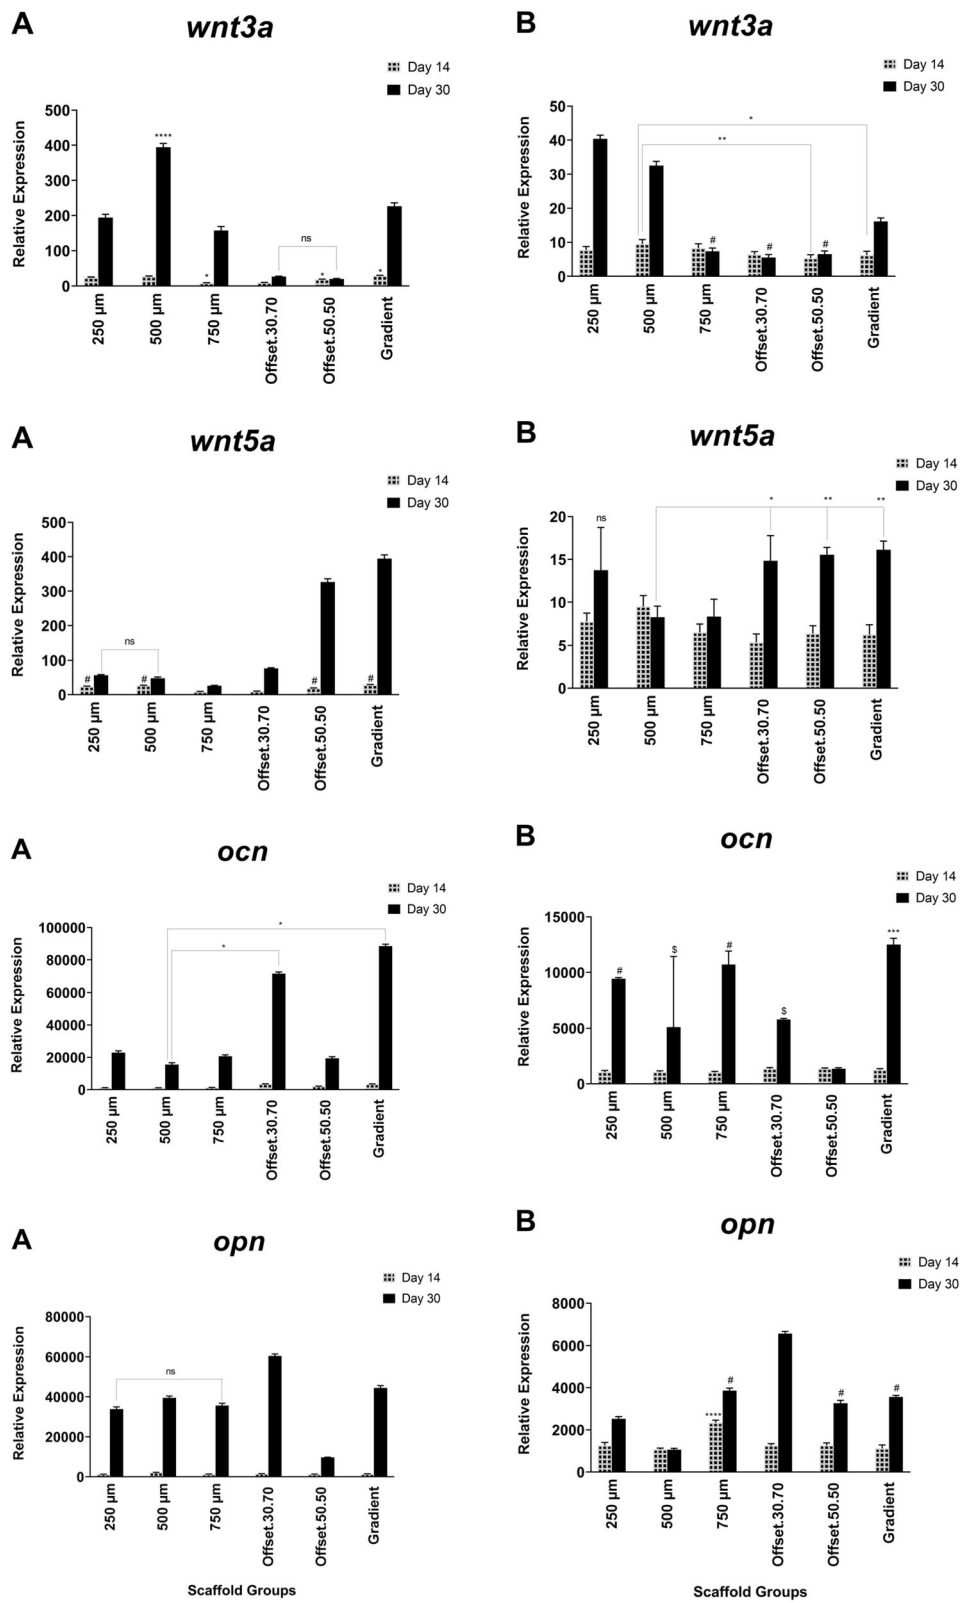 A
wnt3a
Day 14
Day 30
Relative Expression
500
400
300
200
100
0
****
*
ns
*
*
250 µm
500 µm
750 µm
Offset.30.70
Offset.50.50
Gradient
B
wnt3a
Day 14
Day 30
Relative Expression
50
40
30
20
10
0
*
**
#
#
#
250 µm
500 µm
750 µm
Offset.30.70
Offset.50.50
Gradient
A
wnt5a
Day 14
Day 30
Relative Expression
500
400
300
200
100
0
ns
#
#
#
#
250 µm
500 µm
750 µm
Offset.30.70
Offset.50.50
Gradient
B
wnt5a
Day 14
Day 30
Relative Expression
20
15
10
5
0
ns
*
**
**
250 µm
500 µm
750 µm
Offset.30.70
Offset.50.50
Gradient
A
ocn
Day 14
Day 30
Relative Expression
100000
80000
60000
40000
20000
0
*
*
250 µm
500 µm
750 µm
Offset.30.70
Offset.50.50
Gradient
B
ocn
Day 14
Day 30
Relative Expression
15000
10000
5000
0
#
$
#
$
***
250 µm
500 µm
750 µm
Offset.30.70
Offset.50.50
Gradient
A
opn
Day 14
Day 30
Relative Expression
80000
60000
40000
20000
0
ns
250 µm
500 µm
750 µm
Offset.30.70
Offset.50.50
Gradient
Scaffold Groups
B
opn
Day 14
Day 30
Relative Expression
8000
6000
4000
2000
0
****
#
#
#
250 µm
500 µm
750 µm
Offset.30.70
Offset.50.50
Gradient
Scaffold Groups